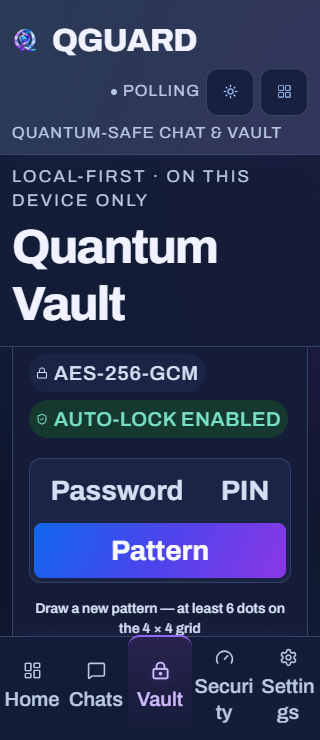 QGUARD
• POLLING
QUANTUM-SAFE CHAT & VAULT
LOCAL-FIRST · ON THIS
DEVICE ONLY
Quantum
Vault
AES-256-GCM
AUTO-LOCK ENABLED
Password PIN
Pattern
Draw a new pattern — at least 6 dots on
the 4 × 4 grid
Home Chats Vault Securi Settin
ty gs